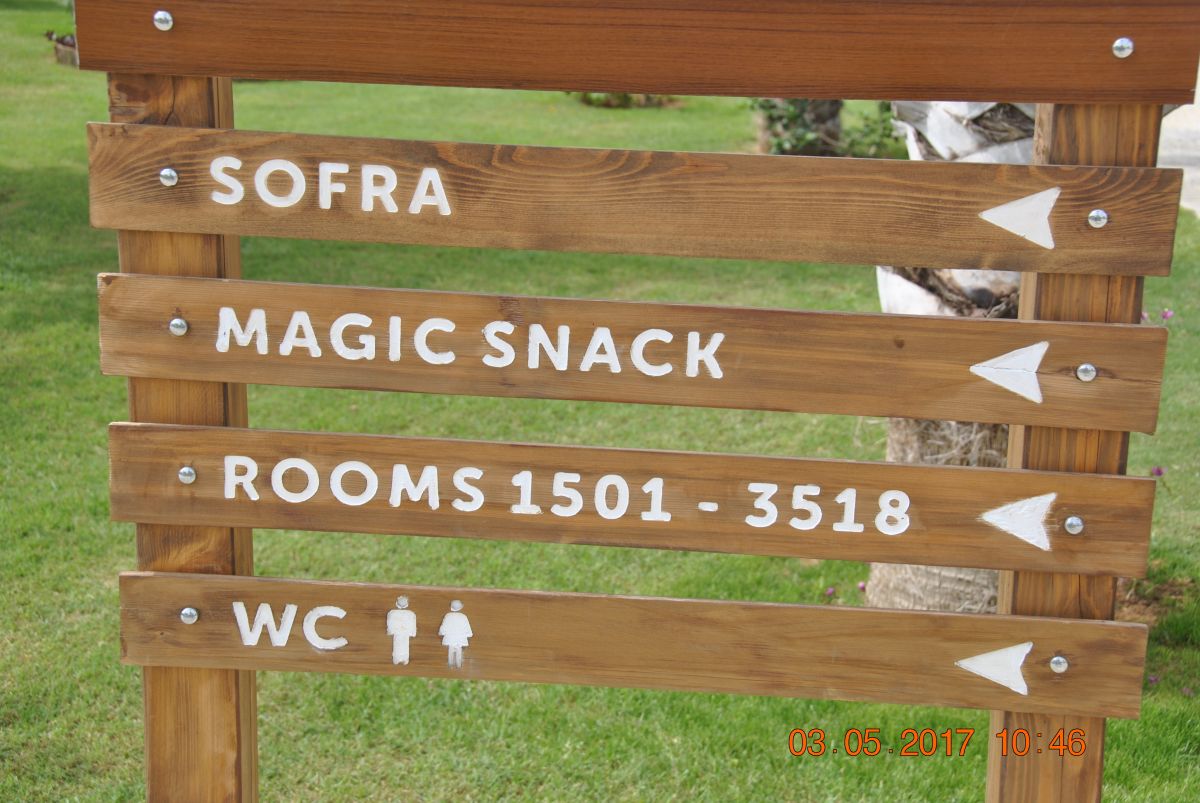 SOFRA
MAGIC SNACK
ROOMS 1501 - 3518
WC
03.05.2017 10:46